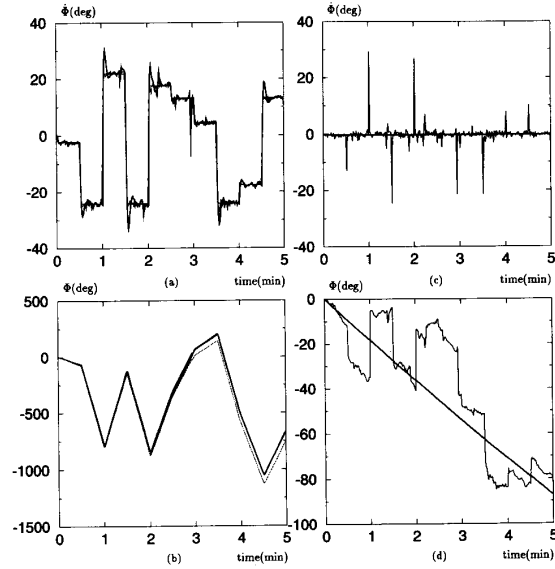 Φ̇(deg)
40
20
0
-20
-40
0 1 2 3 4 5
(a) time(min)
Φ̇(deg)
40
20
0
-20
-40
0 1 2 3 4 5
(c) time(min)
Φ(deg)
500
0
-500
-1000
-1500
0 1 2 3 4 5
(b) time(min)
Φ(deg)
0
-20
-40
-60
-80
100
0 1 2 3 4 5
(d) time(min)